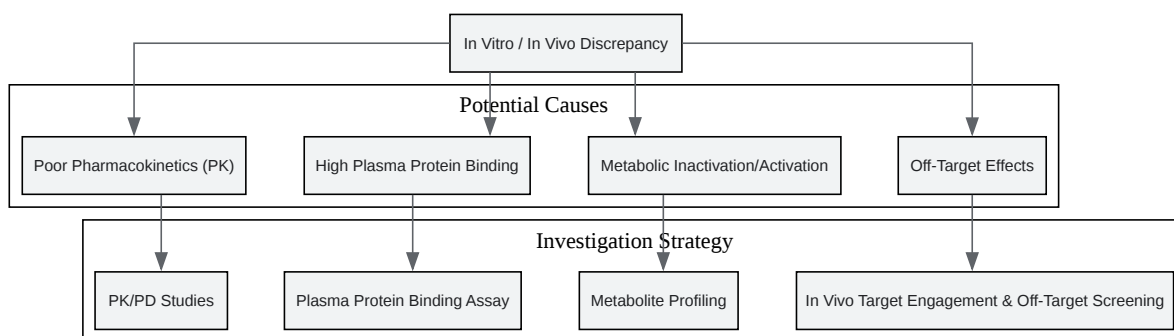 In Vitro / In Vivo Discrepancy
Potential Causes
Poor Pharmacokinetics (PK)
High Plasma Protein Binding
Metabolic Inactivation/Activation
Off-Target Effects
Investigation Strategy
PK/PD Studies
Plasma Protein Binding Assay
Metabolite Profiling
In Vivo Target Engagement & Off-Target Screening